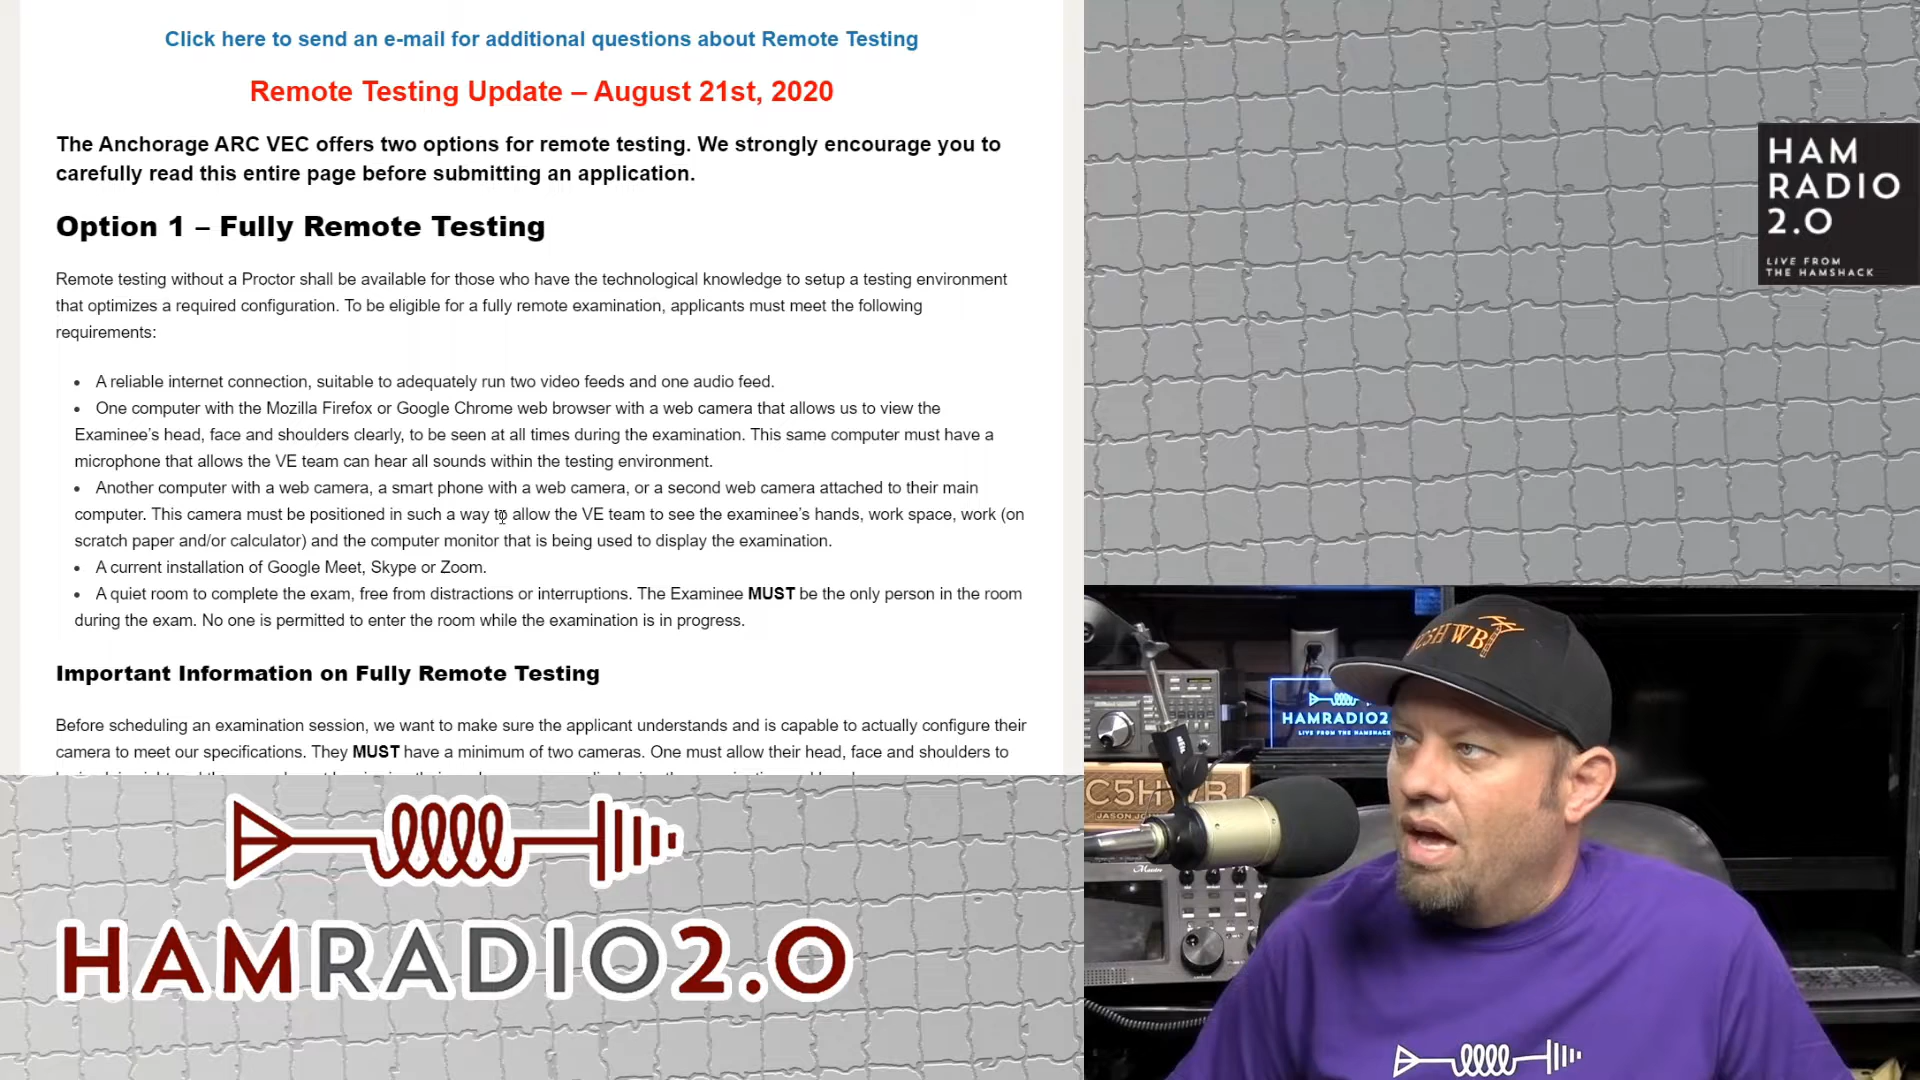 Click here to send an e-mail for additional questions about Remote Testing
Remote Testing Update – August 21st, 2020
The Anchorage ARC VEC offers two options for remote testing. We strongly encourage you to
carefully read this entire page before submitting an application.
Option 1 – Fully Remote Testing
Remote testing without a Proctor shall be available for those who have the technological knowledge to setup a testing environment
that optimizes a required configuration. To be eligible for a fully remote examination, applicants must meet the following
requirements:
• A reliable internet connection, suitable to adequately run two video feeds and one audio feed.
• One computer with the Mozilla Firefox or Google Chrome web browser with a web camera that allows us to view the
Examinee's head, face and shoulders clearly, to be seen at all times during the examination. This same computer must have a
microphone that allows the VE team can hear all sounds within the testing environment.
• Another computer with a web camera, a smart phone with a web camera, or a second web camera attached to their main
computer. This camera must be positioned in such a way to allow the VE team to see the examinee's hands, work space, work (on
scratch paper and/or calculator) and the computer monitor that is being used to display the examination.
• A current installation of Google Meet, Skype or Zoom.
• A quiet room to complete the exam, free from distractions or interruptions. The Examinee MUST be the only person in the room
during the exam. No one is permitted to enter the room while the examination is in progress.
Important Information on Fully Remote Testing
Before scheduling an examination session, we want to make sure the applicant understands and is capable to actually configure their
camera to meet our specifications. They MUST have a minimum of two cameras. One must allow their head, face and shoulders to
HAMRADIO2.0
HAM
RADIO
2.0
LIVE FROM
THE HAMSHACK
HAMRADIO2
LIVE FROM THE HAMSHACK
C5HWB